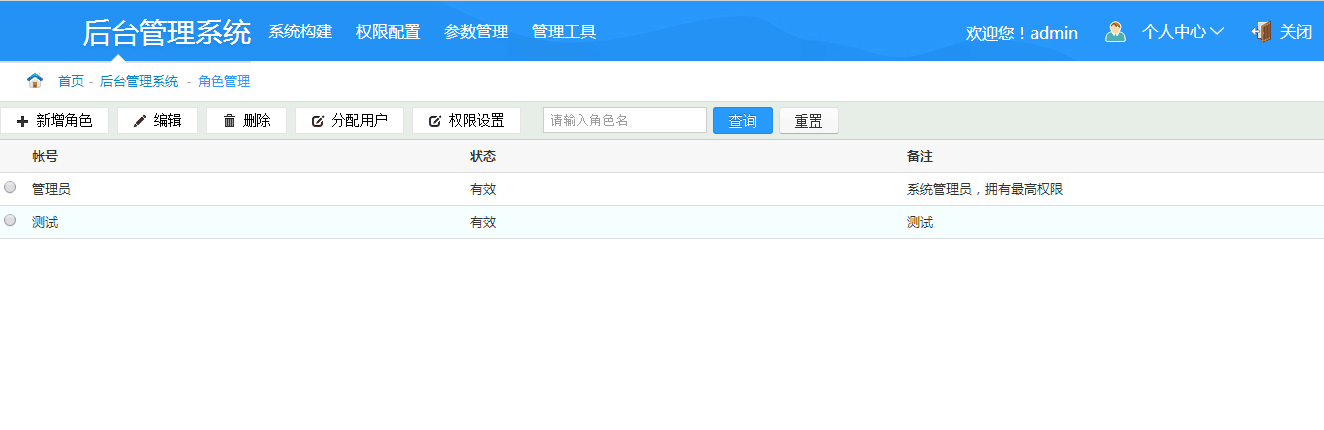 后台管理系统 系统构建 权限配置 参数管理 管理工具 欢迎您！admin 个人中心 关闭
首页 - 后台管理系统 - 角色管理
新增角色 编辑 删除 分配用户 权限设置 请输入角色名 查询 重置
帐号 状态 备注
管理员 有效 系统管理员，拥有最高权限
测试 有效 测试